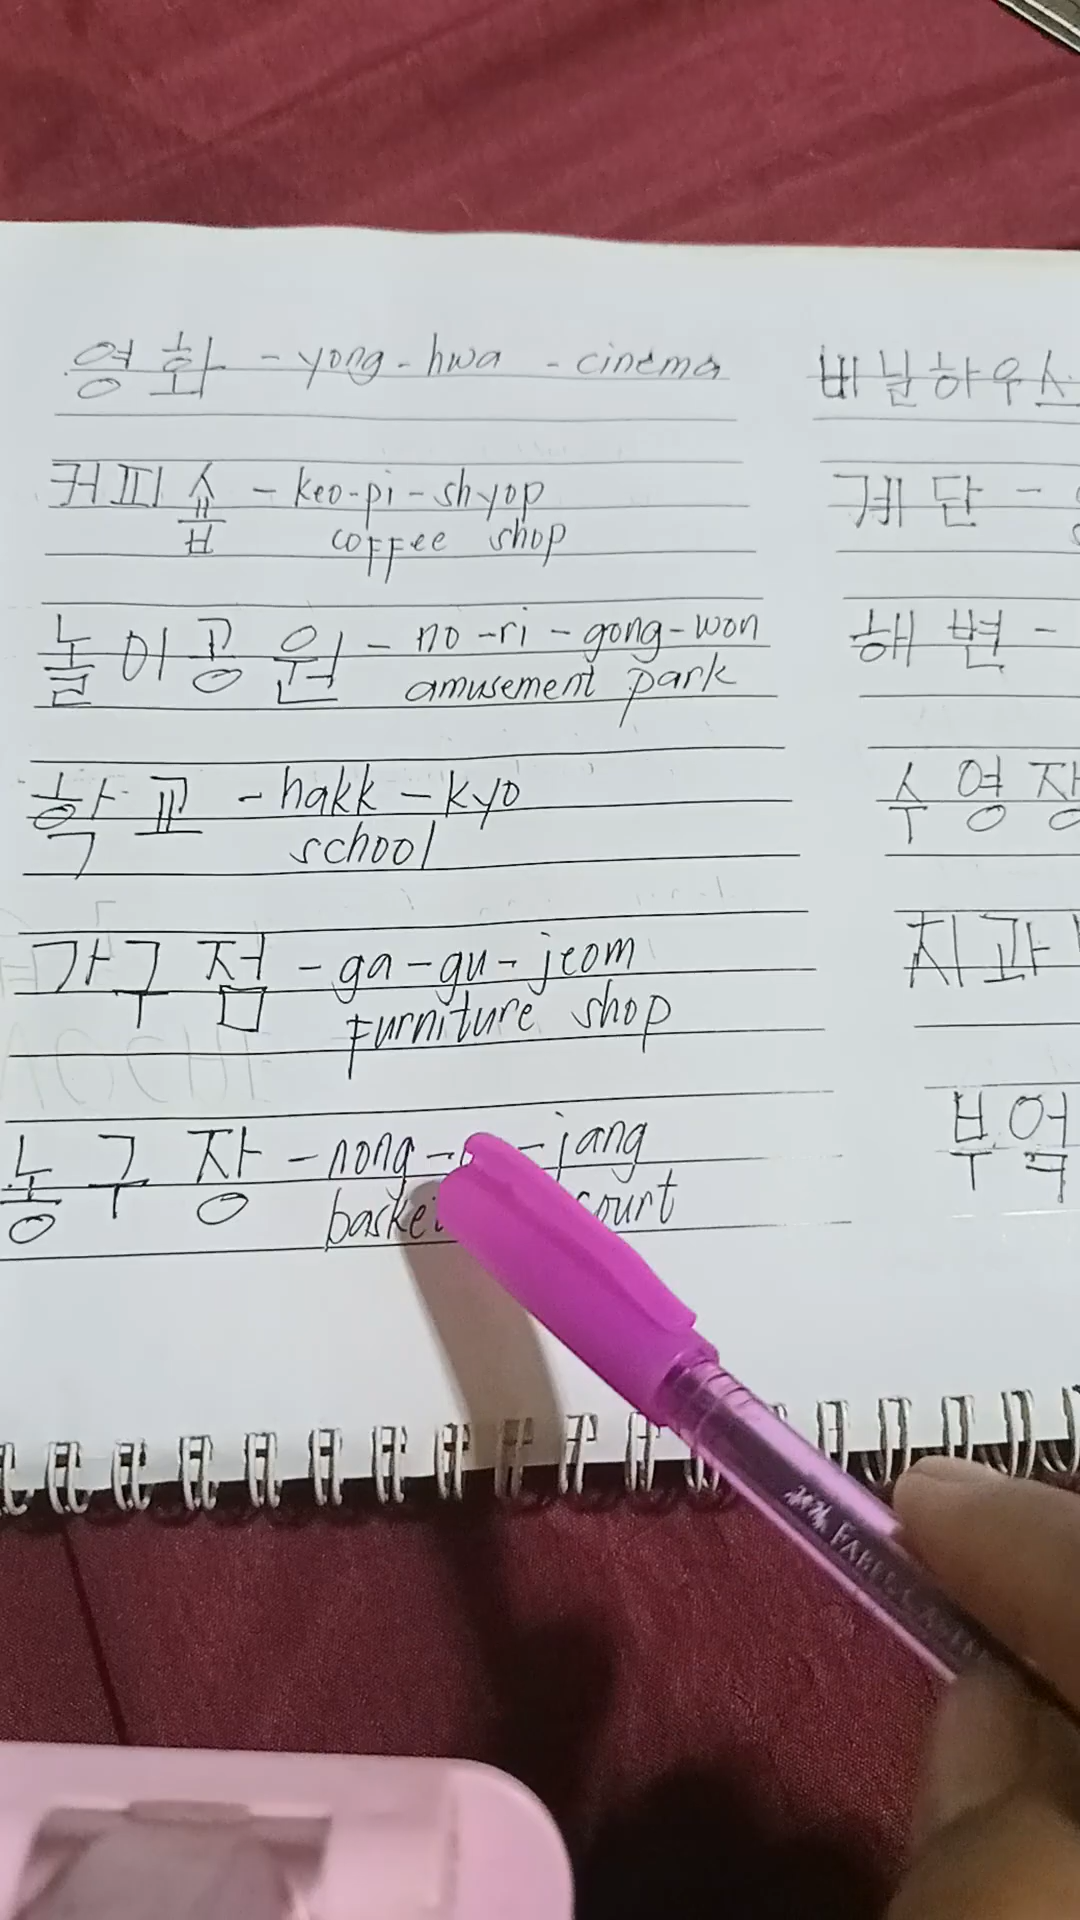 영화 - yong - hwa - cinema
커피숍 - keo-pi-shyop
coffee shop
놀이공원 - no-ri-gong-won
amusement park
학교 - hakk-kyo
school
가구점 - ga-gu-jeom
Furniture shop
농구장 - nong - jang
court
비닐하우스
계단 -
해변 -
수영장
치과
부엌
FABER-CASTELL